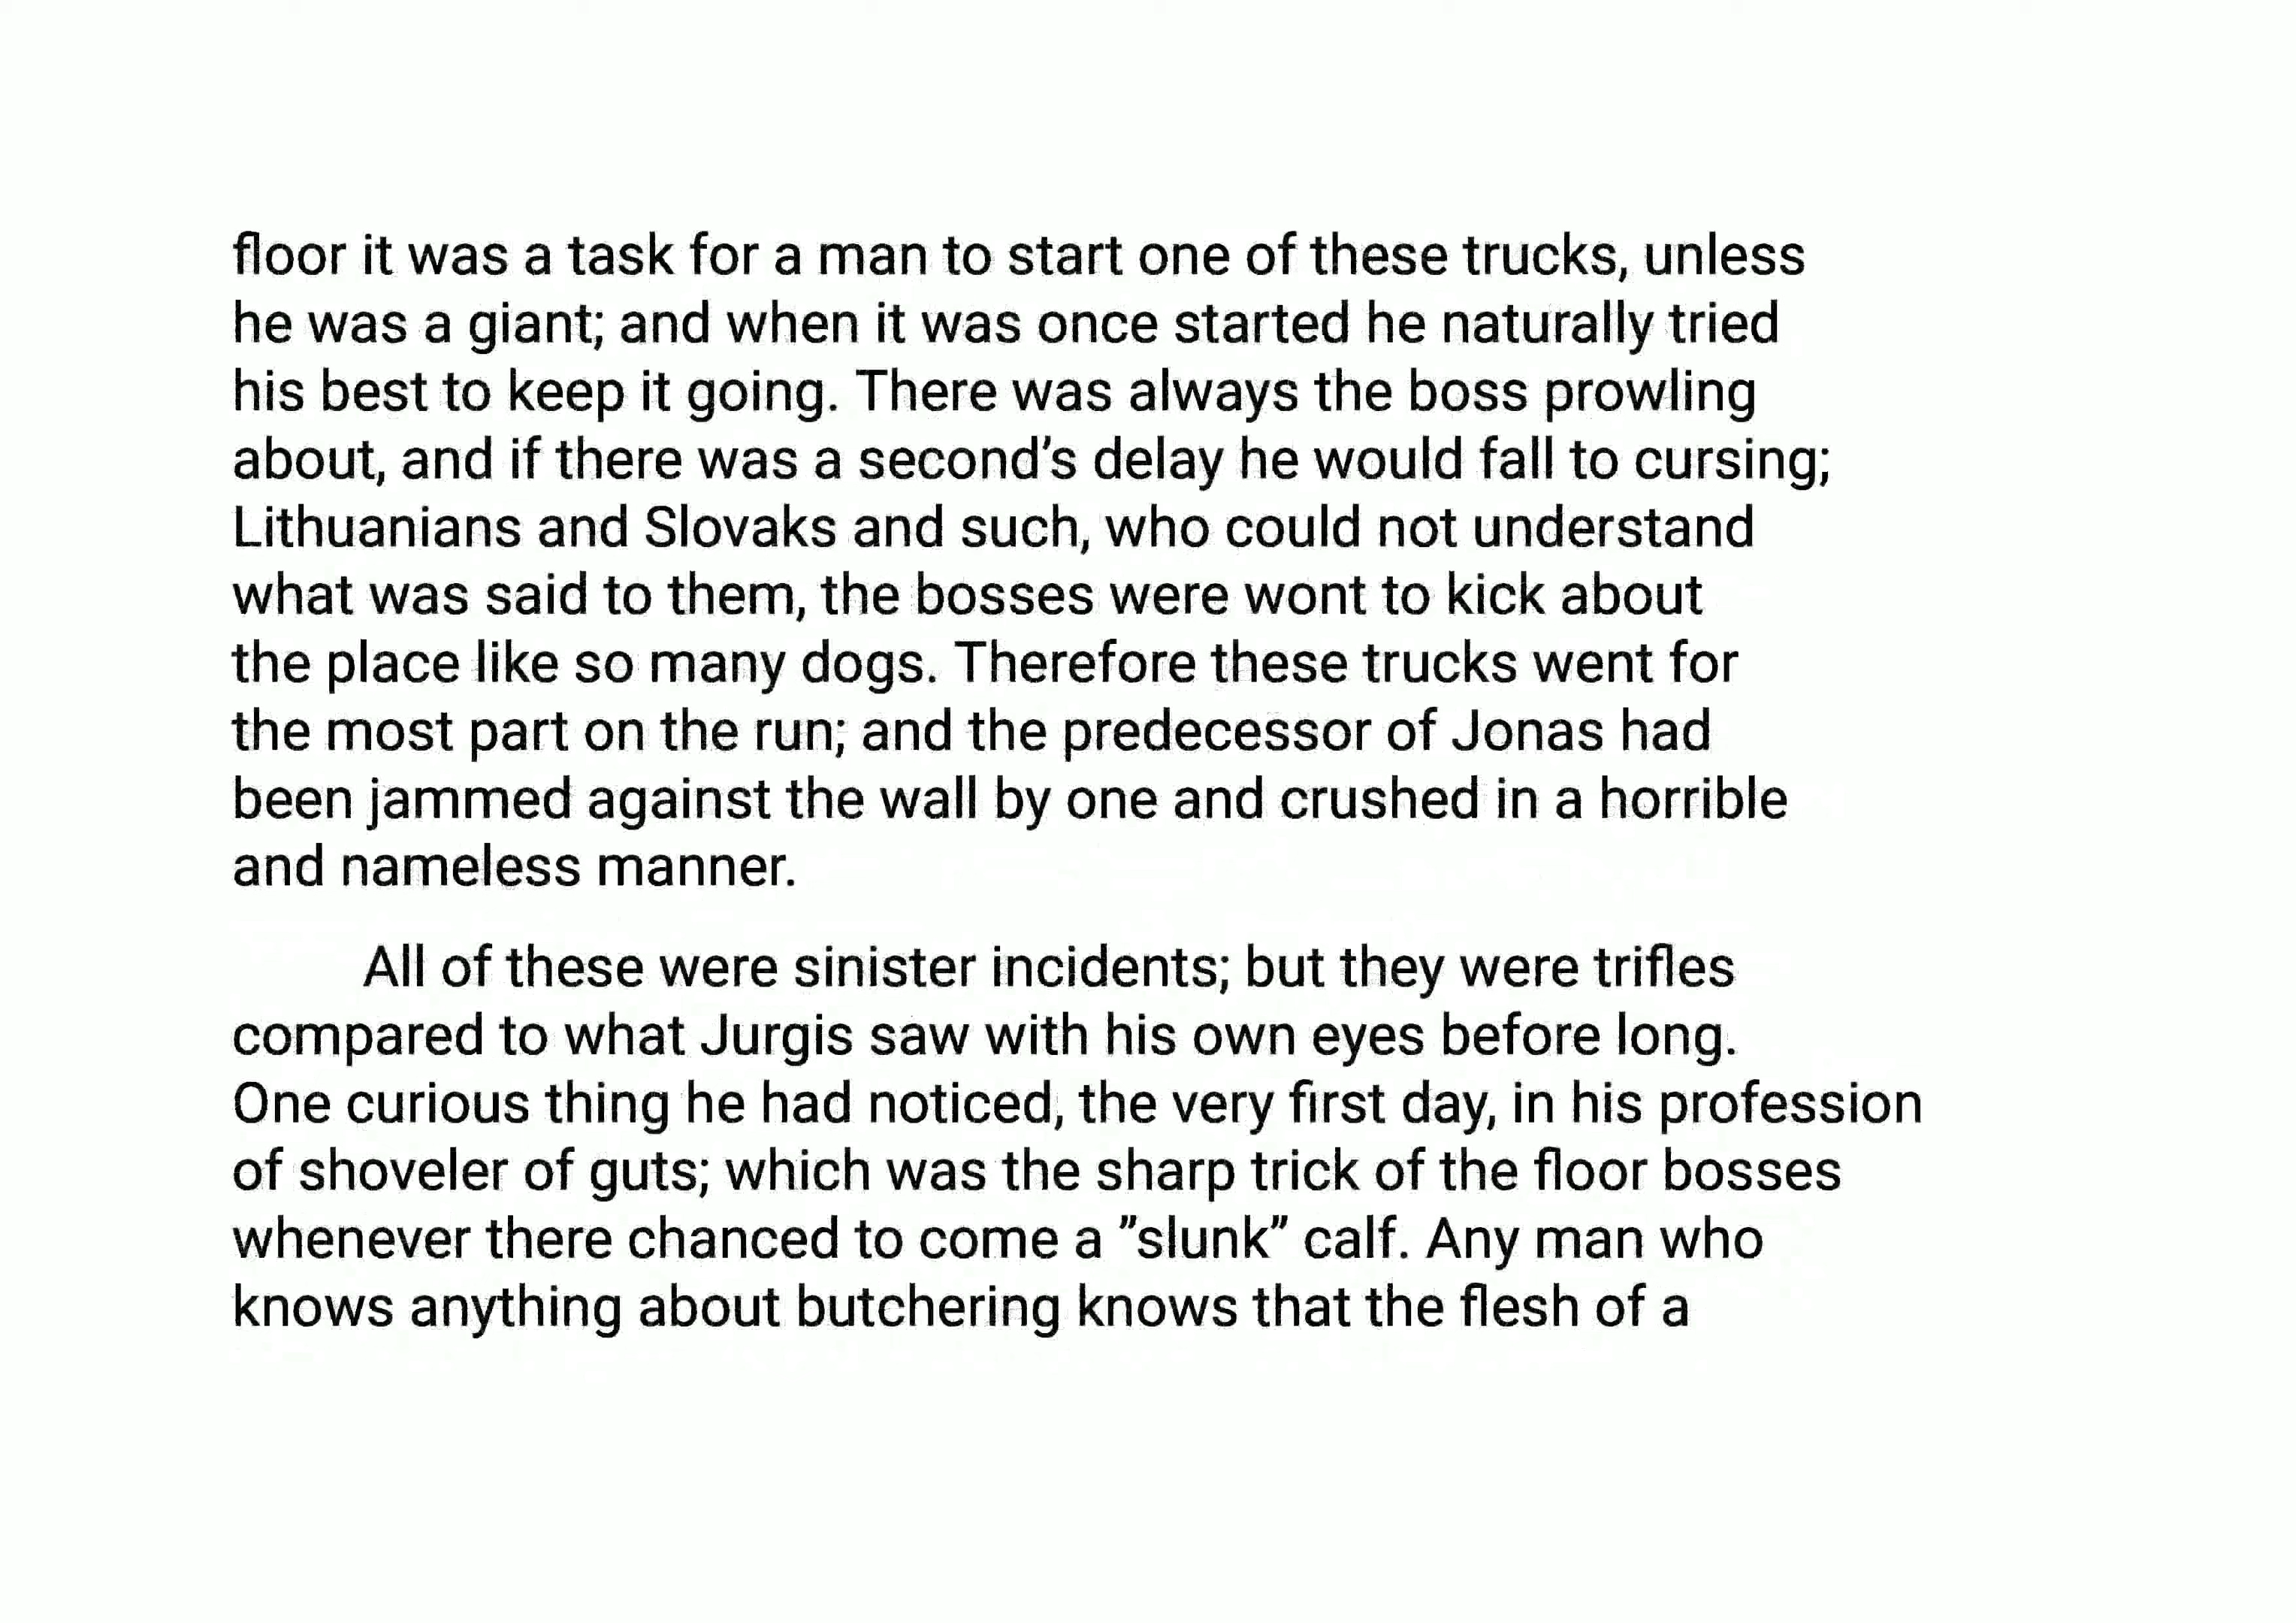 floor it was a task for a man to start one of these trucks, unless
he was a giant; and when it was once started he naturally tried
his best to keep it going. There was always the boss prowling
about, and if there was a second's delay he would fall to cursing;
Lithuanians and Slovaks and such, who could not understand
what was said to them, the bosses were wont to kick about
the place like so many dogs. Therefore these trucks went for
the most part on the run; and the predecessor of Jonas had
been jammed against the wall by one and crushed in a horrible
and nameless manner.
All of these were sinister incidents; but they were trifles
compared to what Jurgis saw with his own eyes before long.
One curious thing he had noticed, the very first day, in his profession
of shoveler of guts; which was the sharp trick of the floor bosses
whenever there chanced to come a ”slunk” calf. Any man who
knows anything about butchering knows that the flesh of a